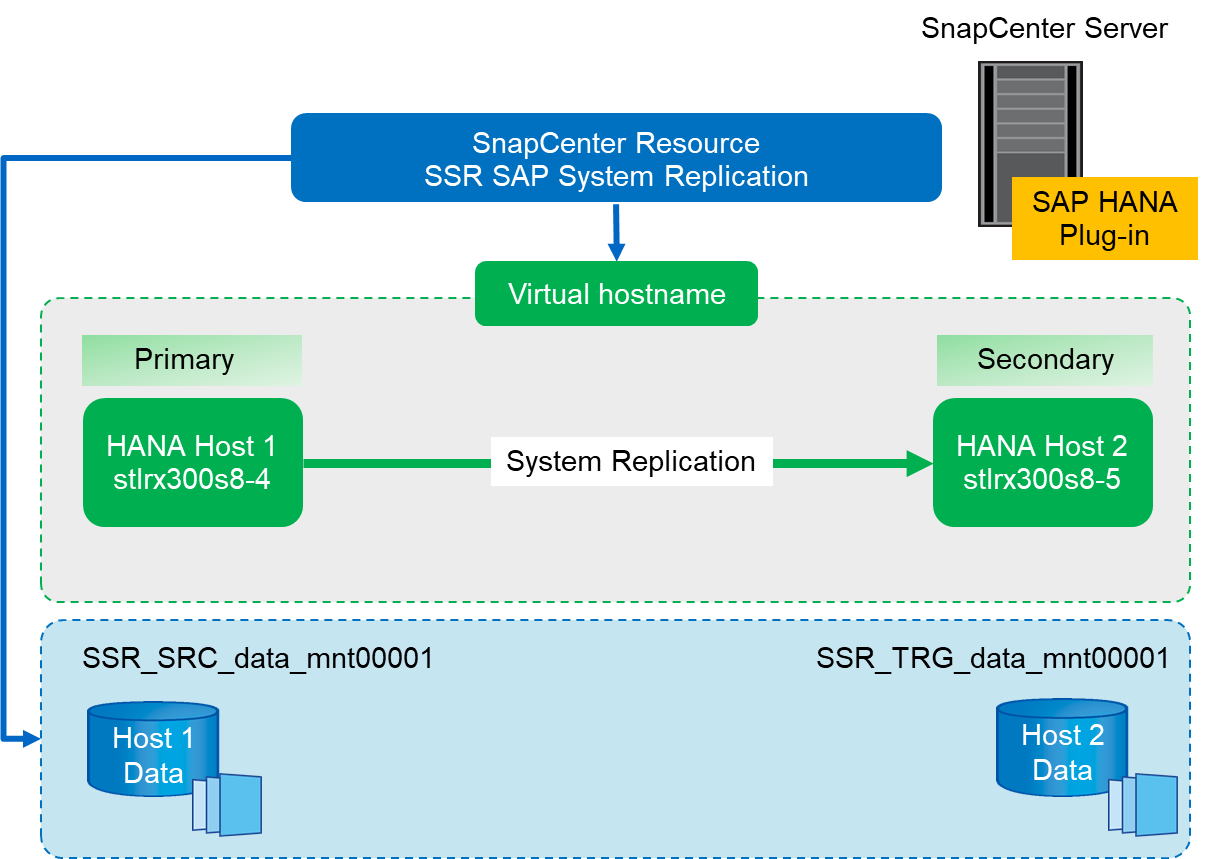 SnapCenter Server
SnapCenter Resource
SSR SAP System Replication
SAP HANA
Plug-in
Virtual hostname
Primary
Secondary
HANA Host 1
stlrx300s8-4
System Replication
HANA Host 2
stlrx300s8-5
SSR_SRC_data_mnt00001
SSR_TRG_data_mnt00001
Host 1
Data
Host 2
Data